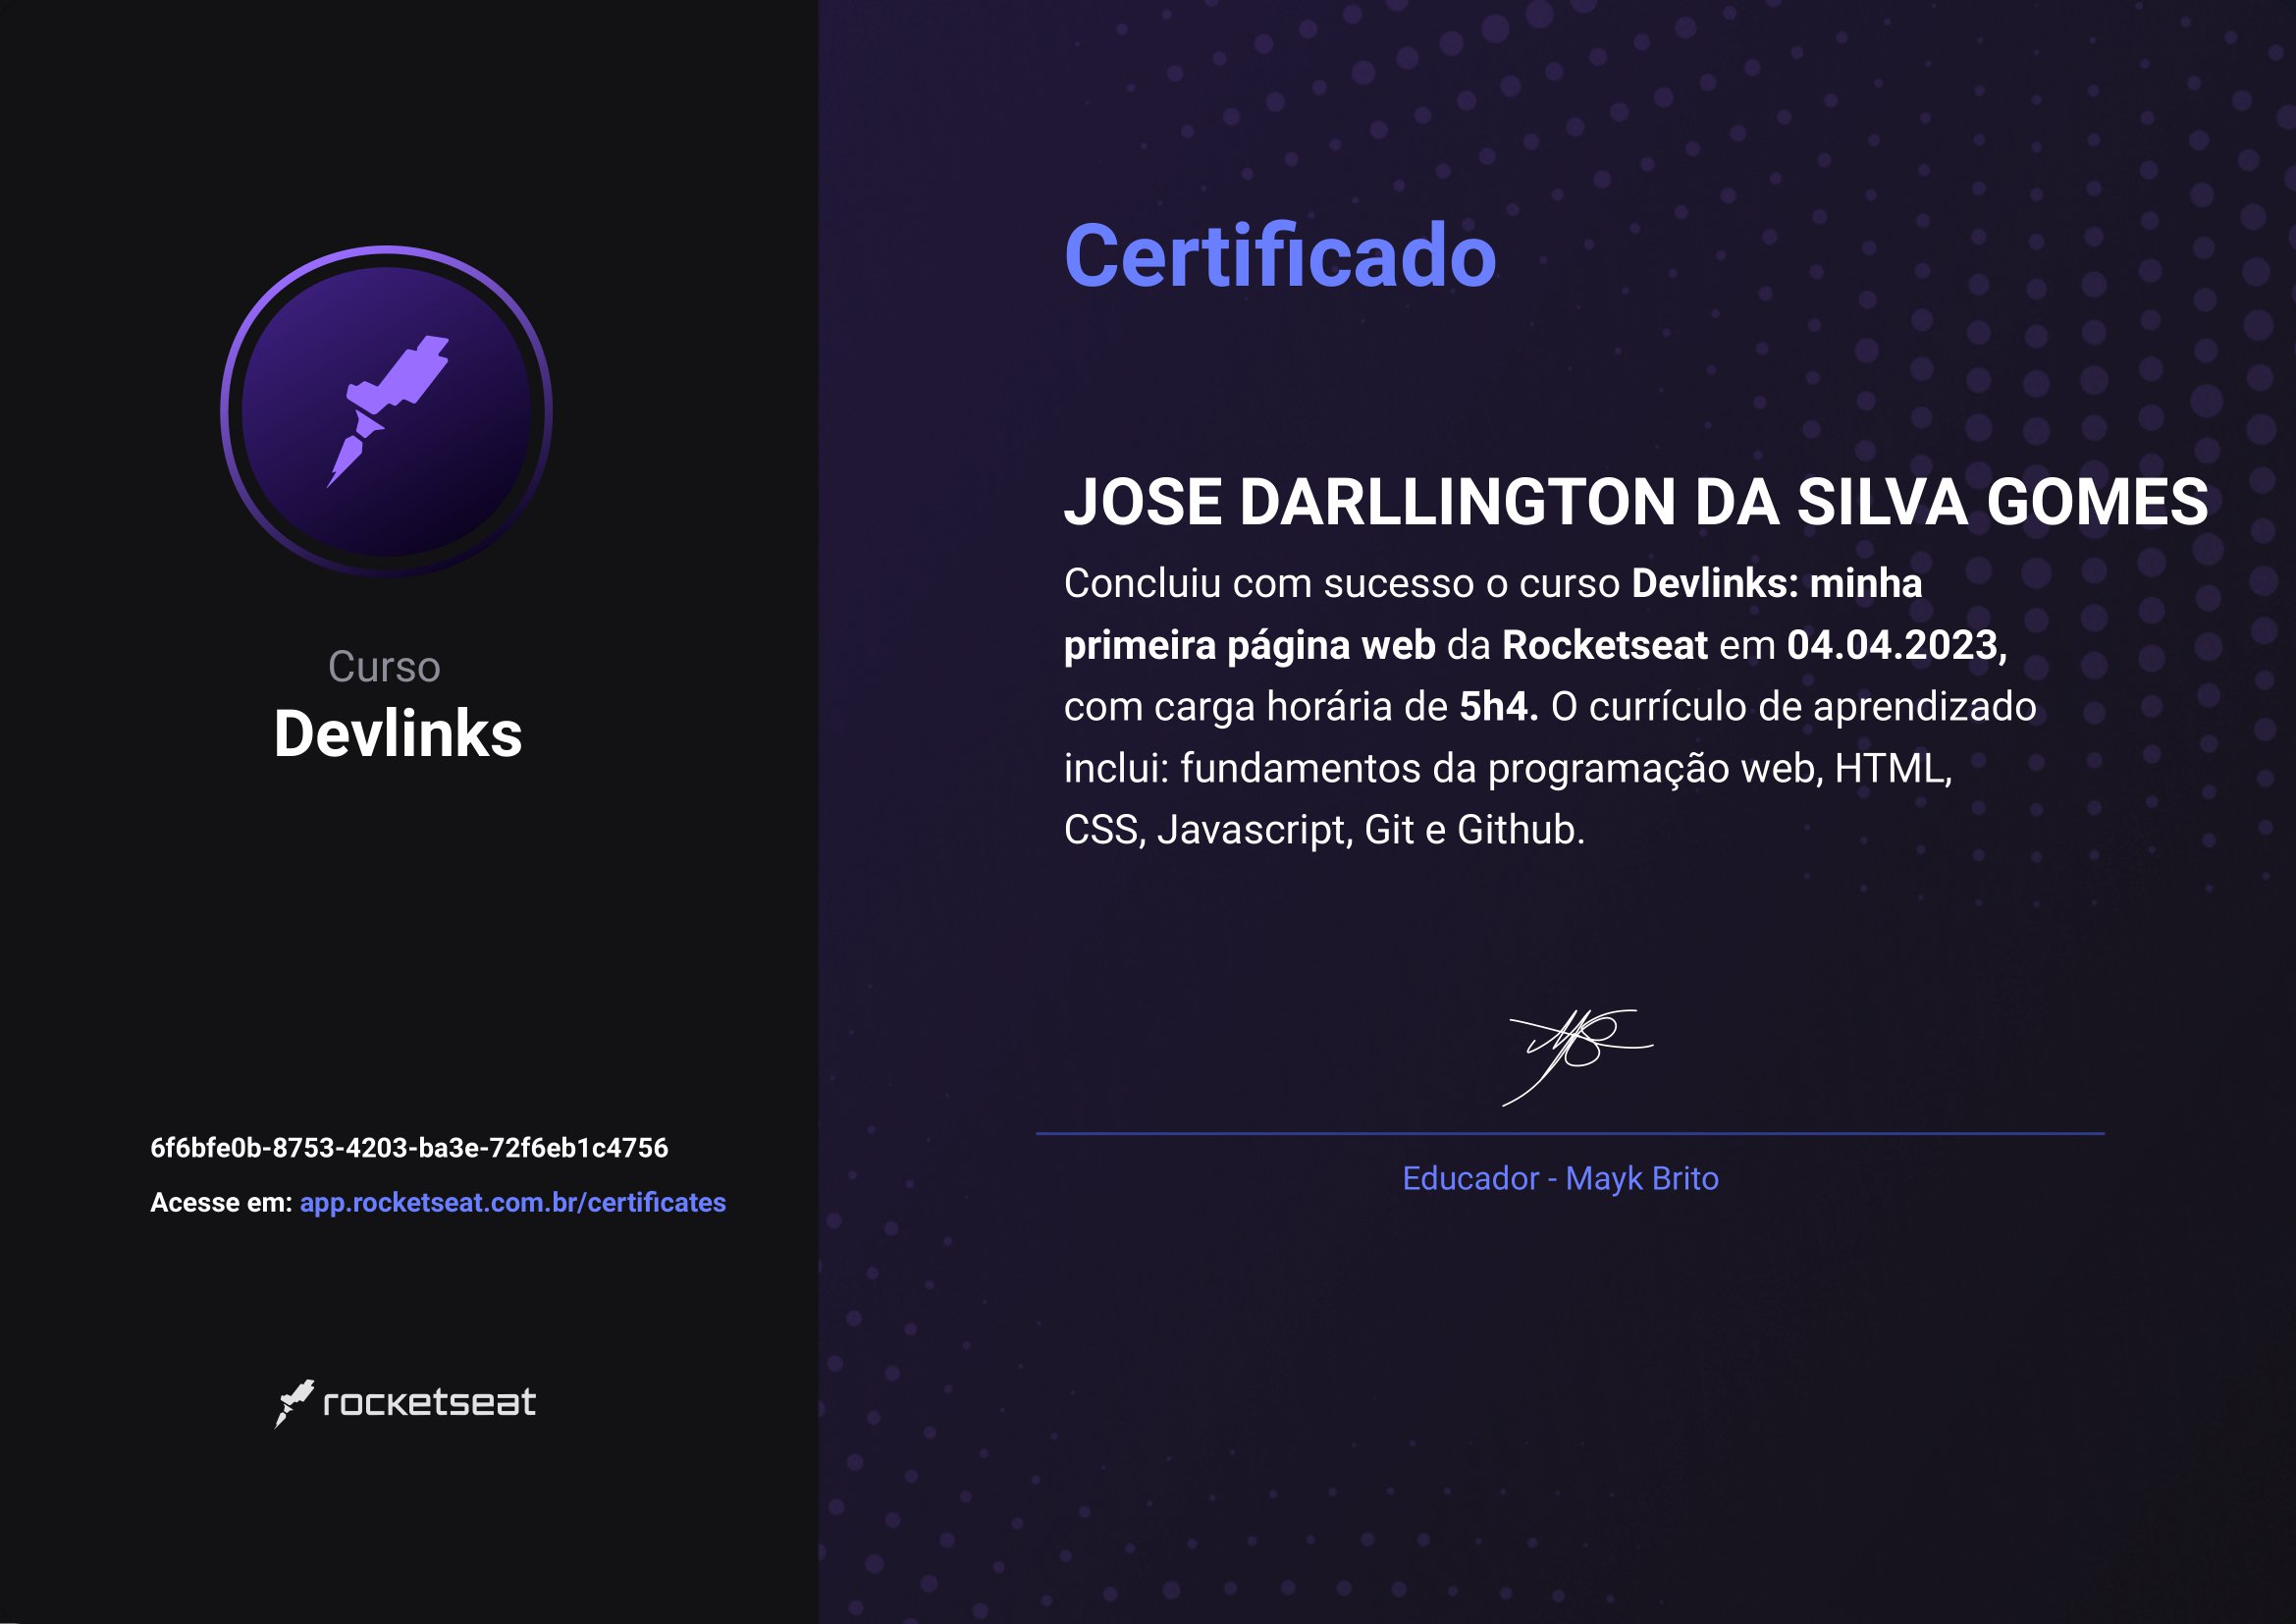 Curso
Devlinks
6f6bfe0b-8753-4203-ba3e-72f6eb1c4756
Acesse em: app.rocketseat.com.br/certificates
rocketseat
Certificado
JOSE DARLLINGTON DA SILVA GOMES
Concluiu com sucesso o curso Devlinks: minha
primeira página web da Rocketseat em 04.04.2023,
com carga horária de 5h4. O currículo de aprendizado
inclui: fundamentos da programação web, HTML,
CSS, Javascript, Git e Github.
Educador - Mayk Brito